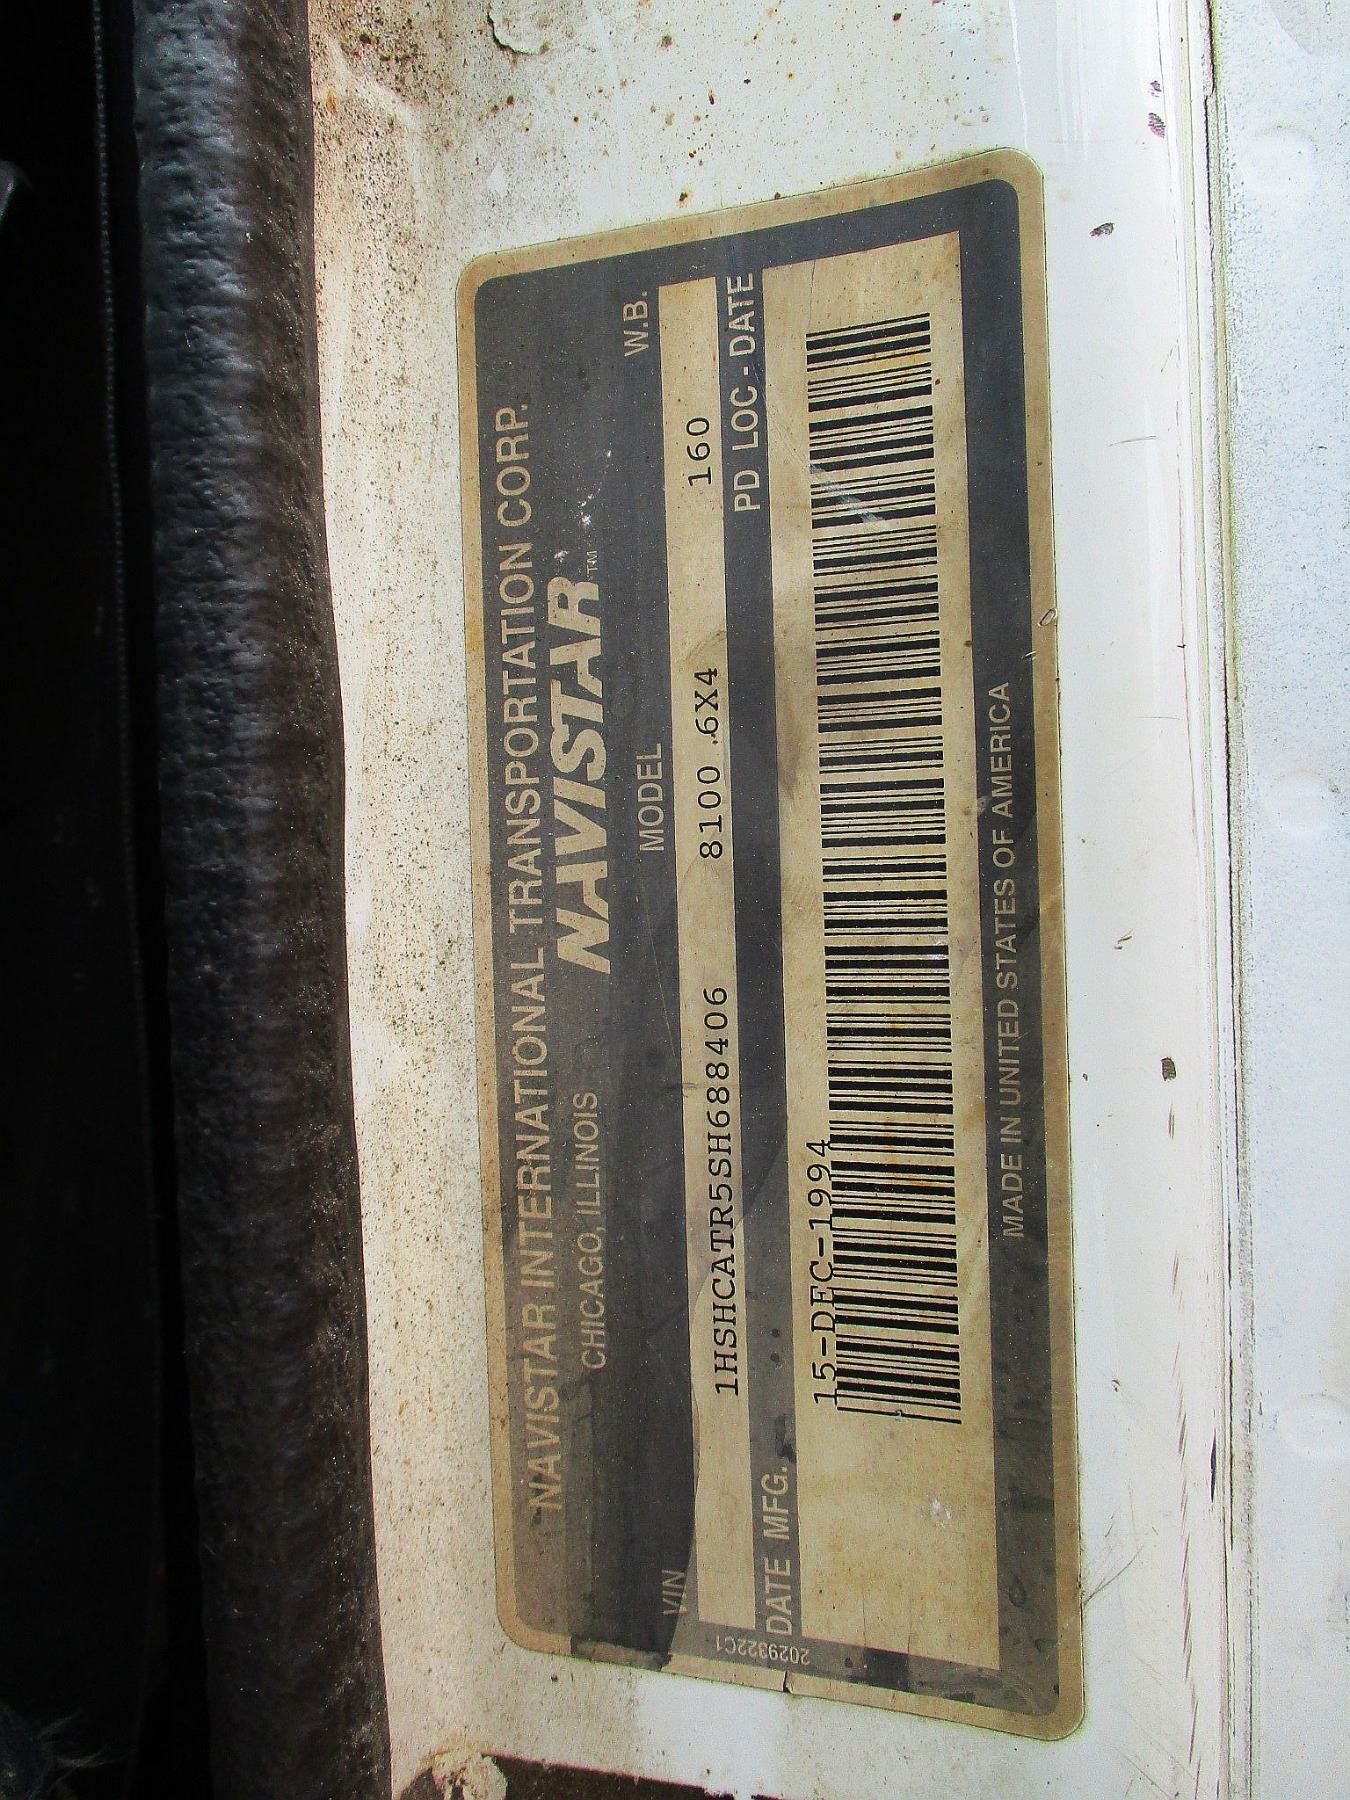 NAVISTAR INTERNATIONAL TRANSPORTATION CORP.
CHICAGO, ILLINOIS
NAVISTAR™
VIN MODEL W.B.
1HSHCATR5SH688406 8100 6X4 160
DATE MFG. PD LOC - DATE
15-DEC-1994
MADE IN UNITED STATES OF AMERICA
2029322C1